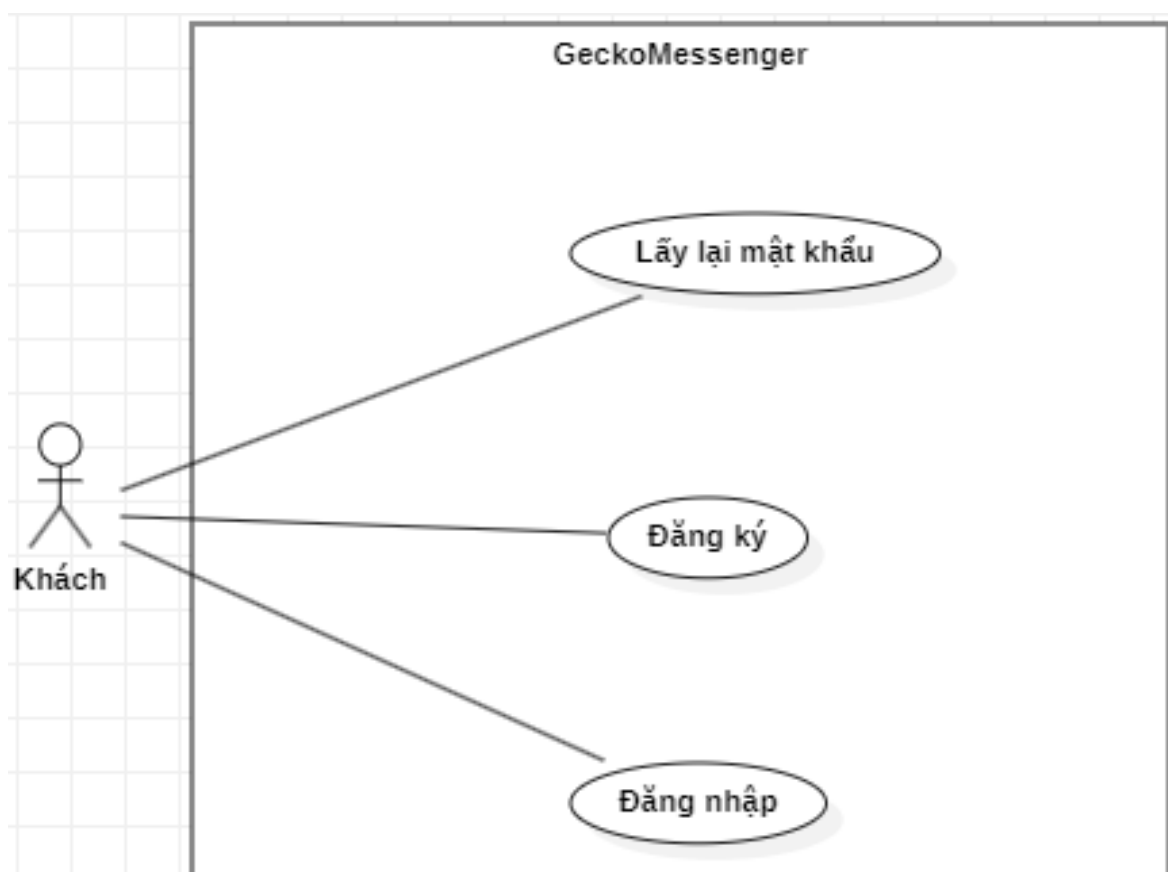 GeckoMessenger
Lấy lại mật khẩu
Đăng ký
Khách
Đăng nhập